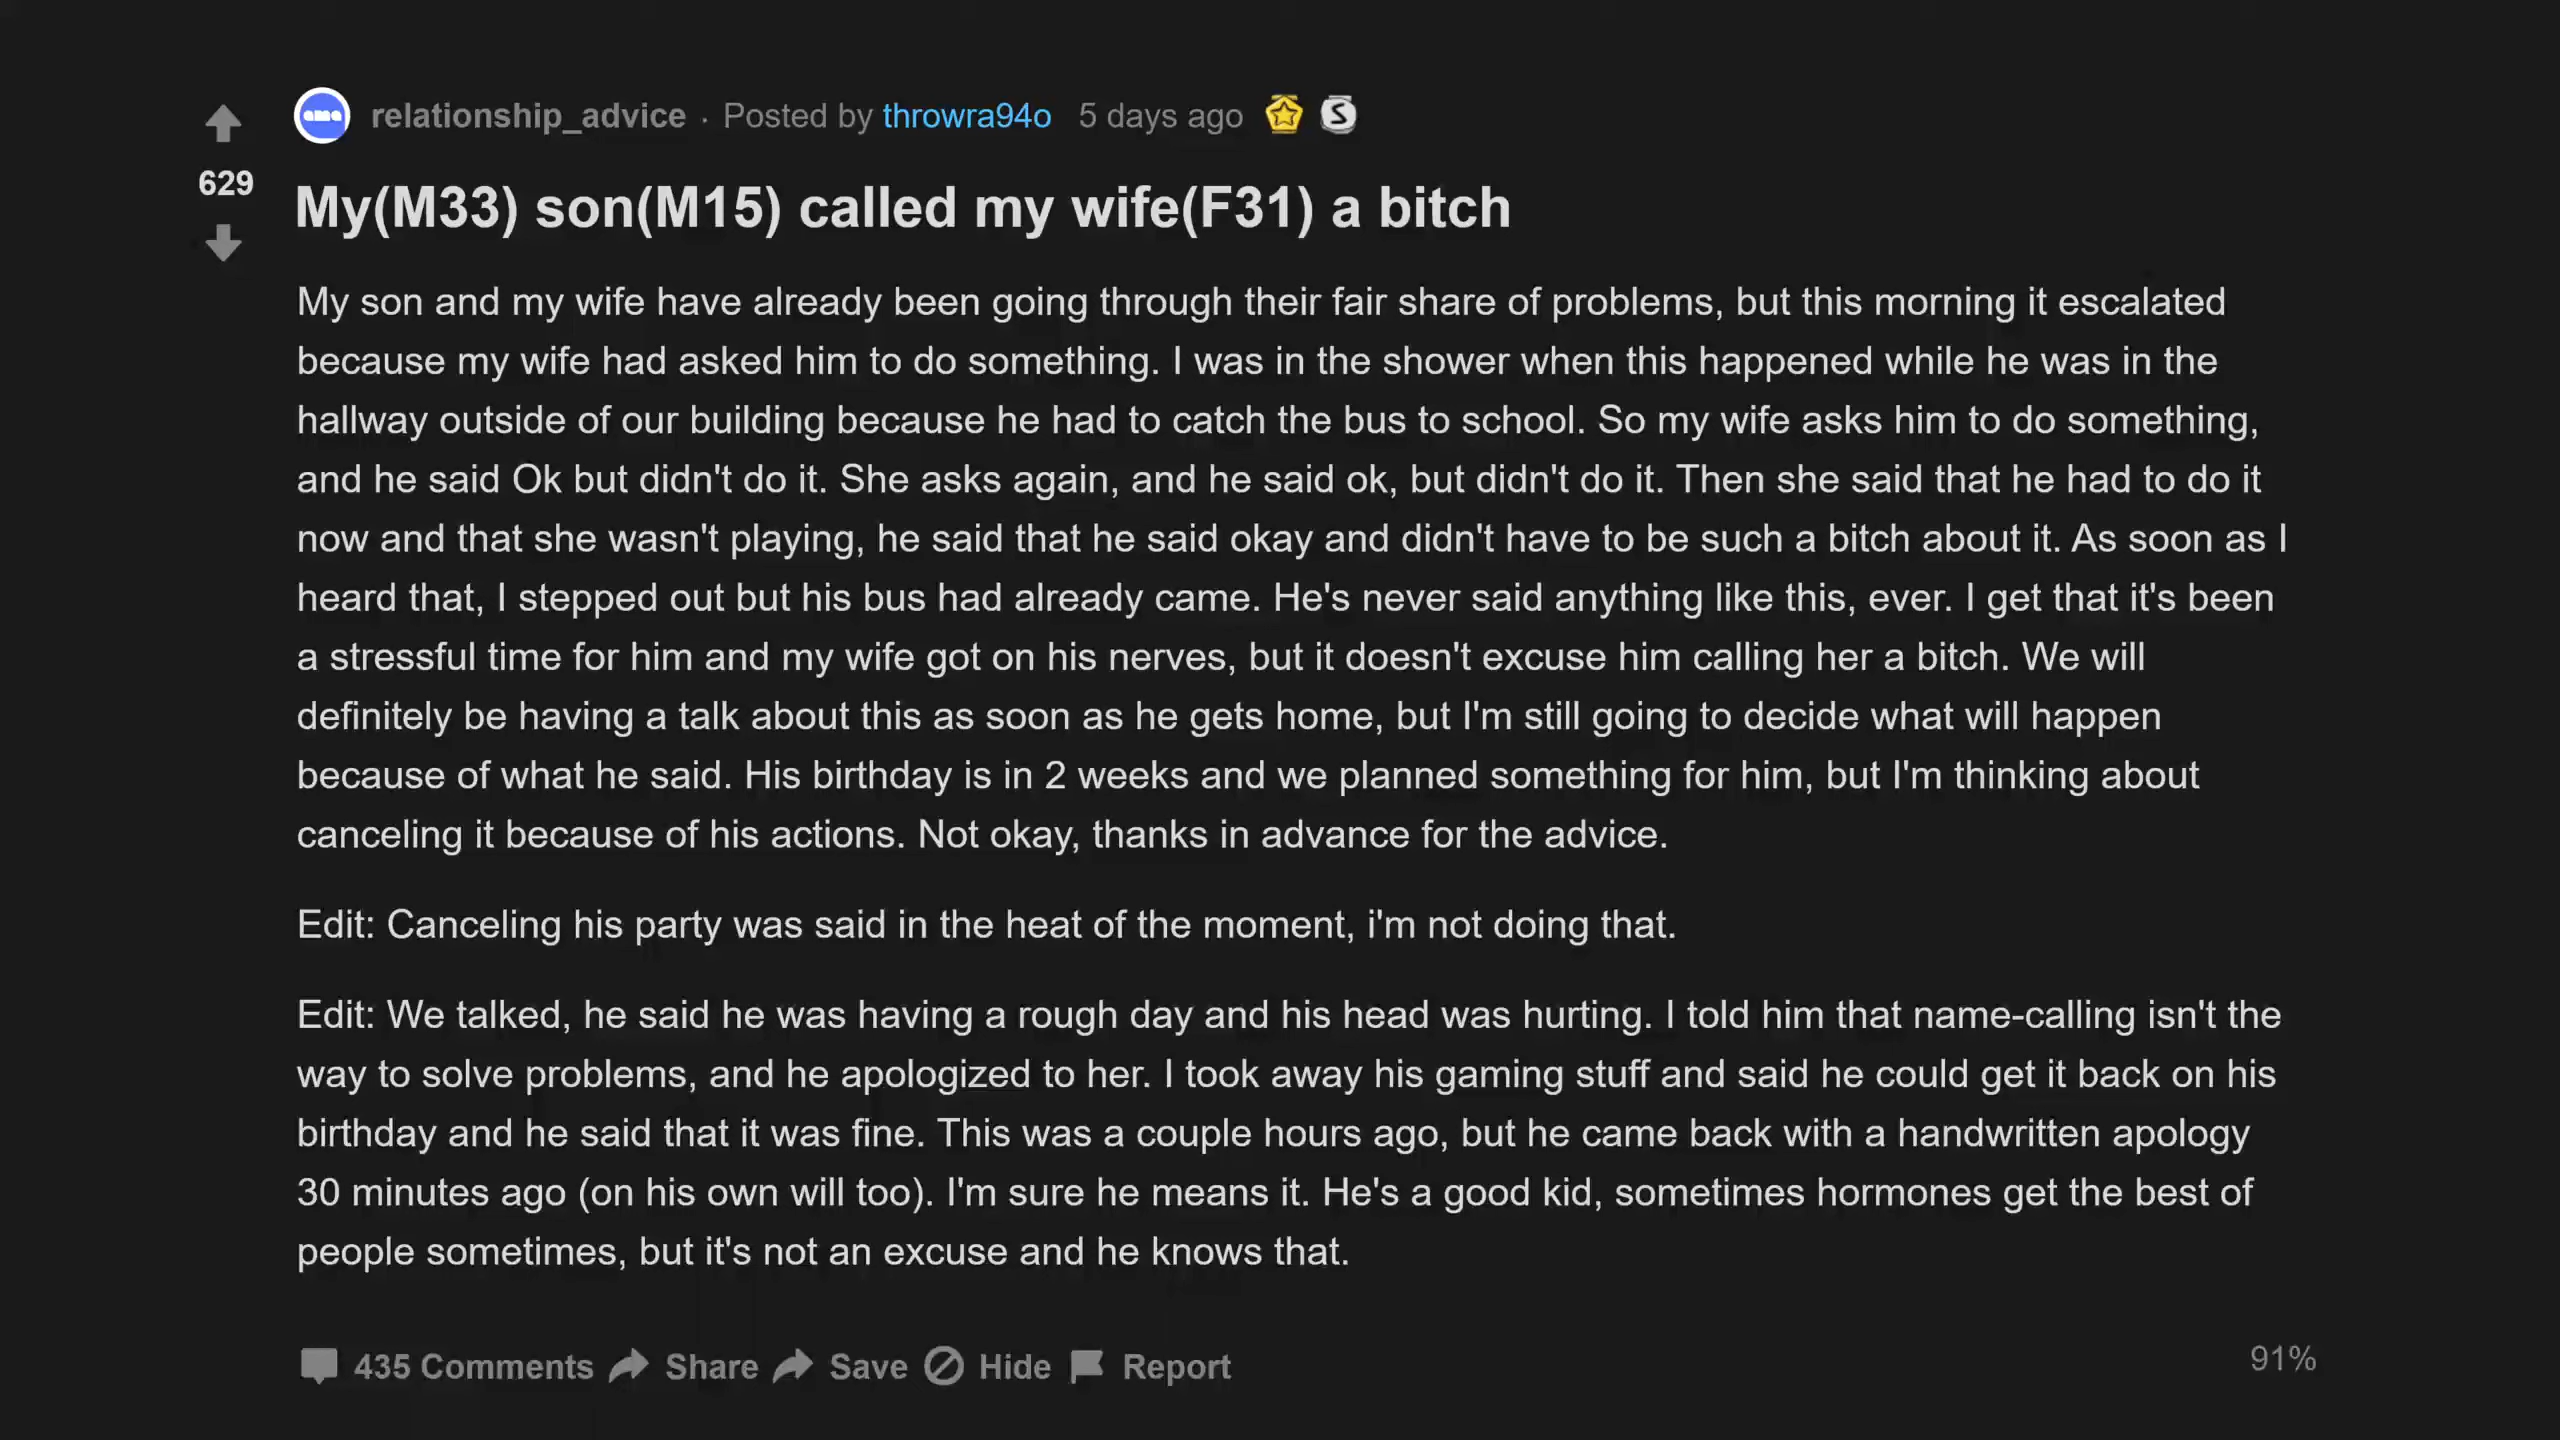 relationship_advice · Posted by throwra94o 5 days ago
629
My(M33) son(M15) called my wife(F31) a bitch
My son and my wife have already been going through their fair share of problems, but this morning it escalated
because my wife had asked him to do something. I was in the shower when this happened while he was in the
hallway outside of our building because he had to catch the bus to school. So my wife asks him to do something,
and he said Ok but didn't do it. She asks again, and he said ok, but didn't do it. Then she said that he had to do it
now and that she wasn't playing, he said that he said okay and didn't have to be such a bitch about it. As soon as I
heard that, I stepped out but his bus had already came. He's never said anything like this, ever. I get that it's been
a stressful time for him and my wife got on his nerves, but it doesn't excuse him calling her a bitch. We will
definitely be having a talk about this as soon as he gets home, but I'm still going to decide what will happen
because of what he said. His birthday is in 2 weeks and we planned something for him, but I'm thinking about
canceling it because of his actions. Not okay, thanks in advance for the advice.
Edit: Canceling his party was said in the heat of the moment, i'm not doing that.
Edit: We talked, he said he was having a rough day and his head was hurting. I told him that name-calling isn't the
way to solve problems, and he apologized to her. I took away his gaming stuff and said he could get it back on his
birthday and he said that it was fine. This was a couple hours ago, but he came back with a handwritten apology
30 minutes ago (on his own will too). I'm sure he means it. He's a good kid, sometimes hormones get the best of
people sometimes, but it's not an excuse and he knows that.
435 Comments Share Save Hide Report
91%